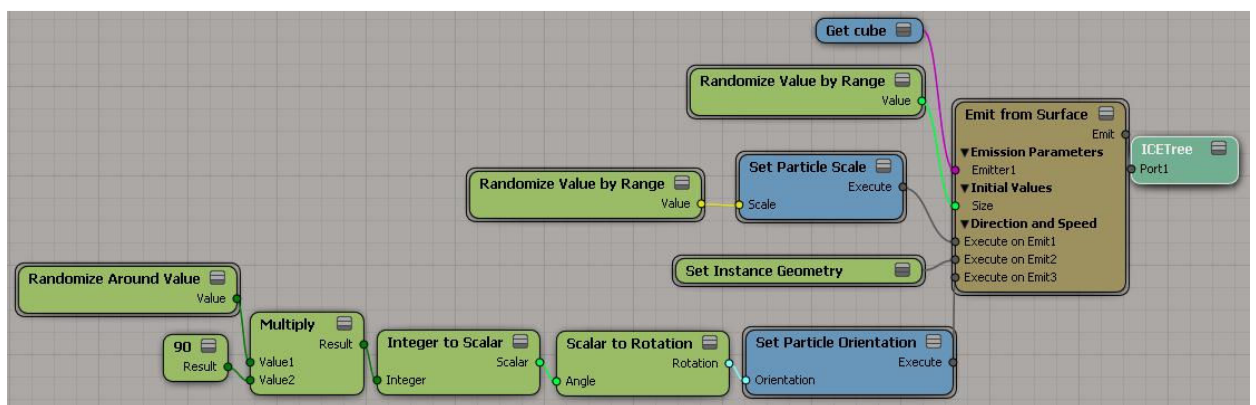 Get cube
Randomize Value by Range
Value
Emit from Surface
Emit
▼Emission Parameters
Emitter1
▼Initial Values
Size
▼Direction and Speed
Execute on Emit1
Execute on Emit2
Execute on Emit3
ICETree
Port1
Set Particle Scale
Execute
Scale
Randomize Value by Range
Value
Set Instance Geometry
Randomize Around Value
Value
90
Result
Multiply
Result
Value1
Value2
Integer to Scalar
Scalar
Integer
Scalar to Rotation
Rotation
Angle
Set Particle Orientation
Execute
Orientation